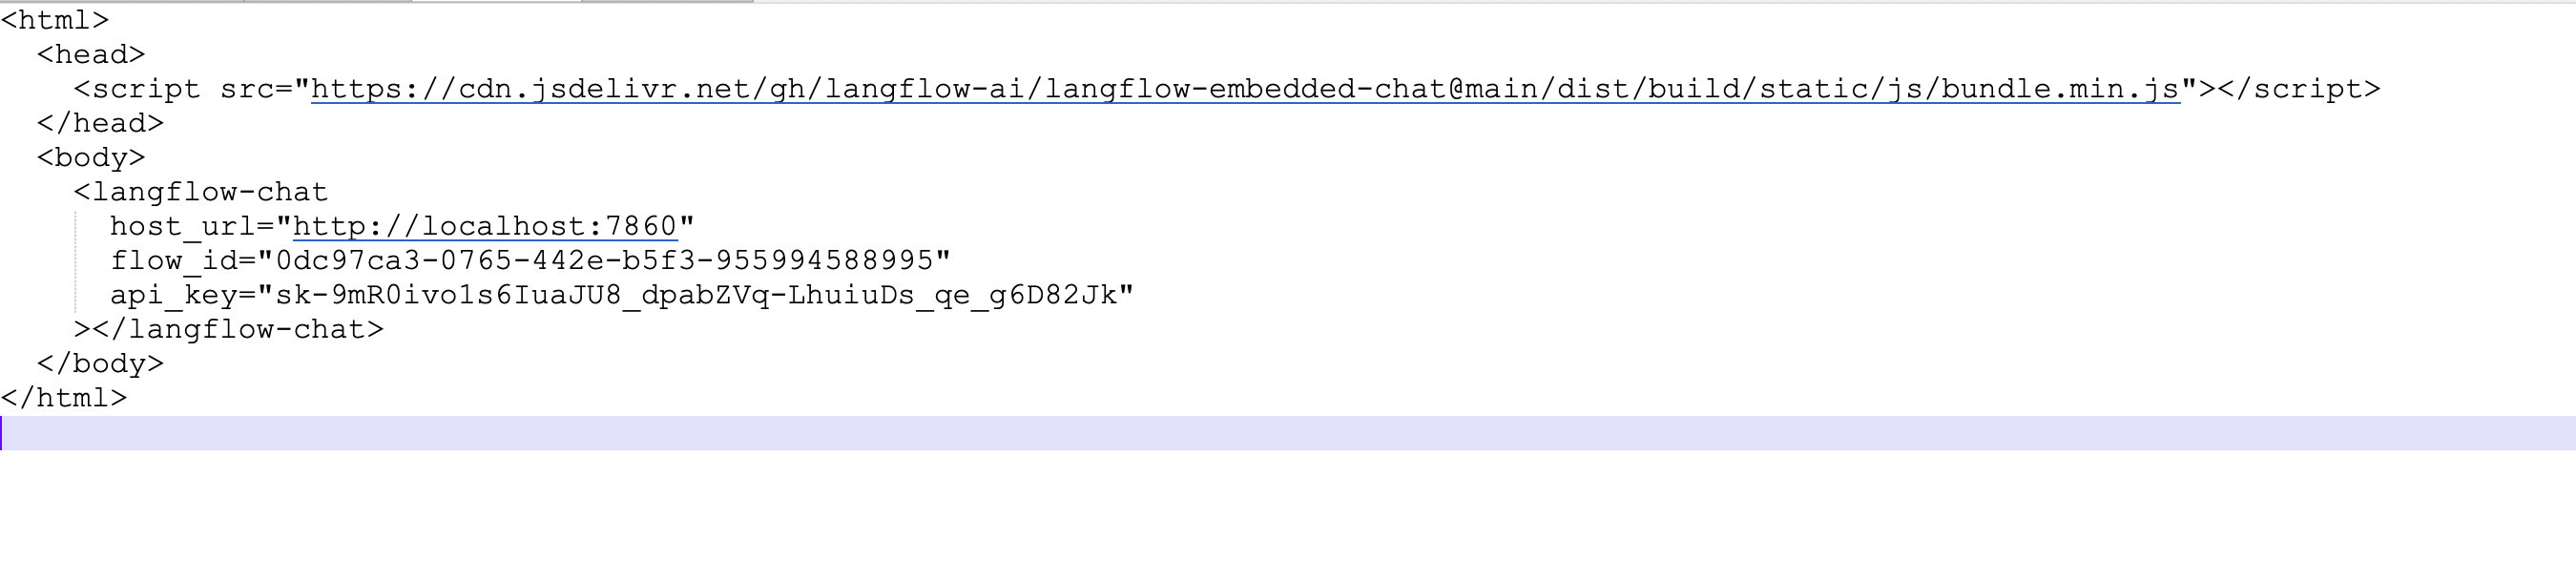 <html>
  <head>
    <script src="https://cdn.jsdelivr.net/gh/langflow-ai/langflow-embedded-chat@main/dist/build/static/js/bundle.min.js"></script>
  </head>
  <body>
    <langflow-chat
      host_url="http://localhost:7860"
      flow_id="0dc97ca3-0765-442e-b5f3-955994588995"
      api_key="sk-9mR0ivo1s6IuaJU8_dpabZVq-LhuiuDs_qe_g6D82Jk"
    ></langflow-chat>
  </body>
</html>